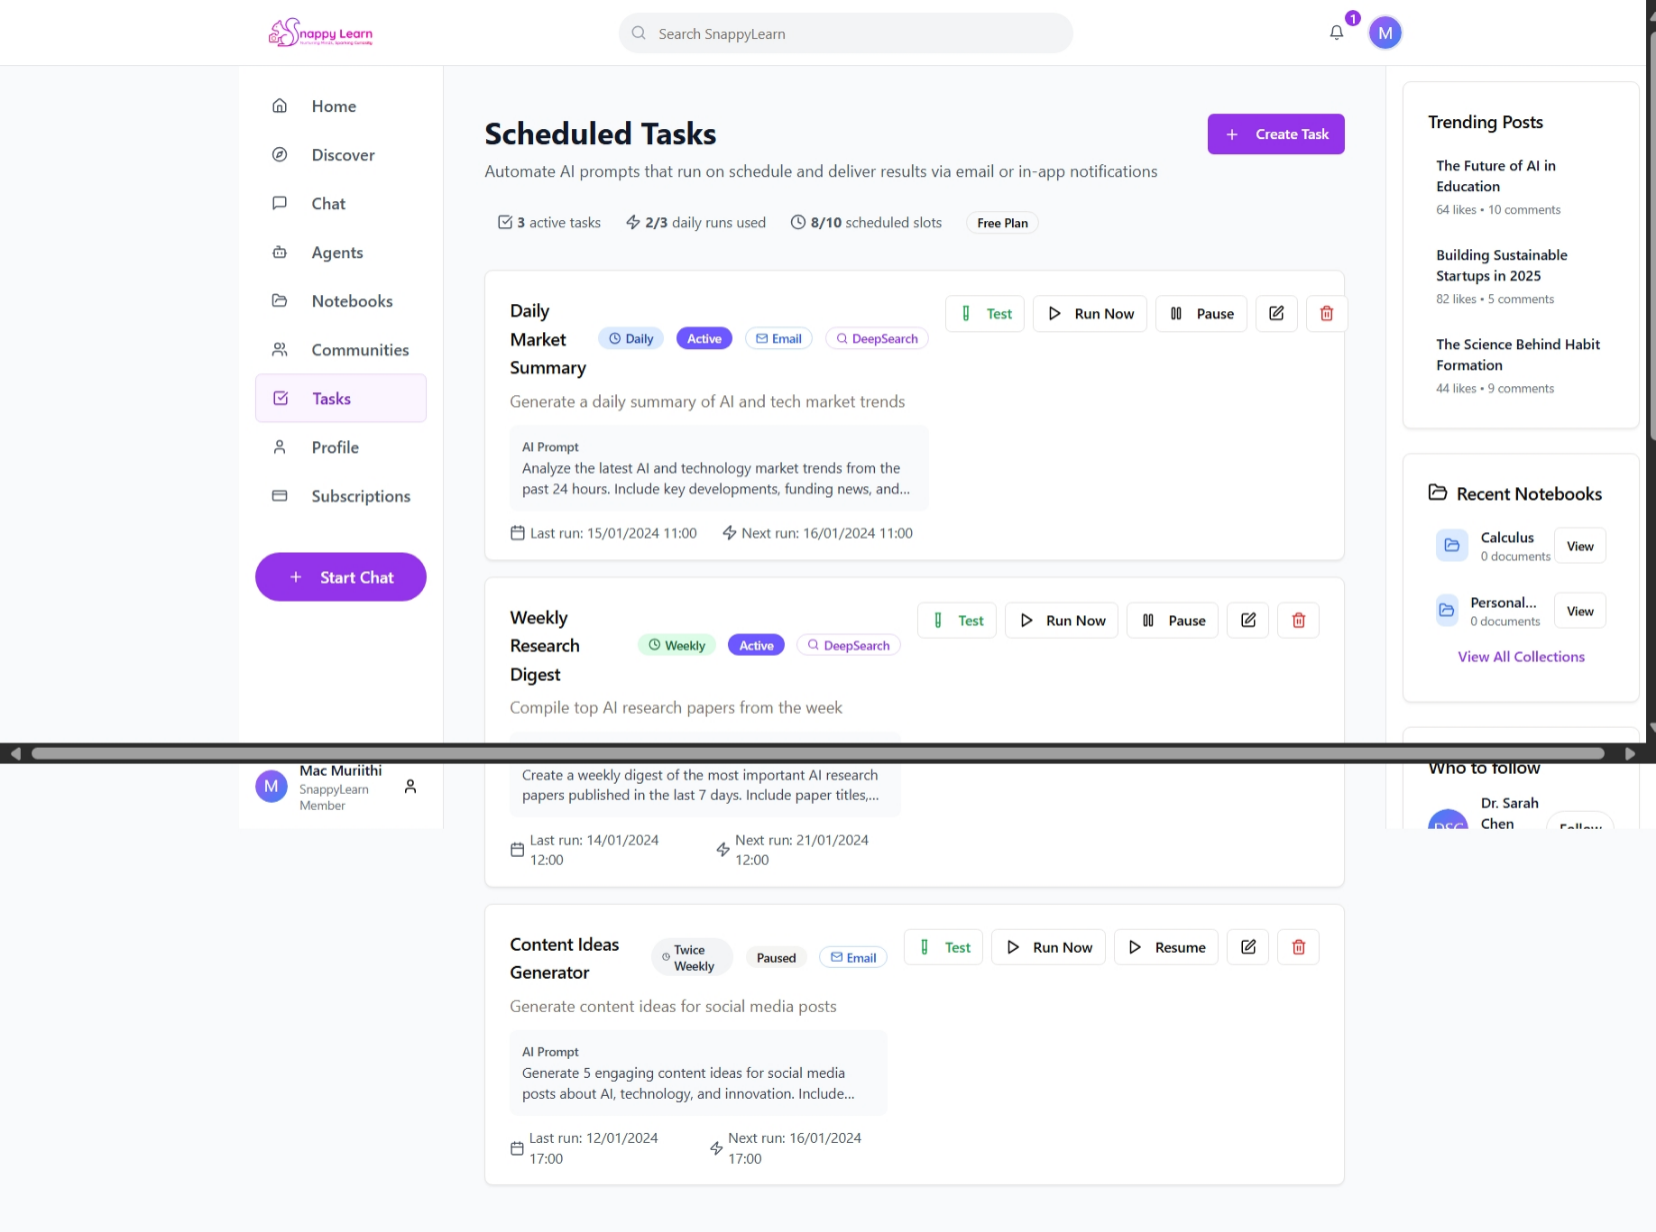 nappy Learn
Search SnappyLearn
1
M
Home
Discover
Chat
Agents
Notebooks
Communities
Tasks
Profile
Subscriptions
+ Start Chat
M
Mac Muriithi
SnappyLearn
Member
Scheduled Tasks
+ Create Task
Automate AI prompts that run on schedule and deliver results via email or in-app notifications
3 active tasks 2/3 daily runs used 8/10 scheduled slots Free Plan
Daily
Market
Summary
Daily Active Email DeepSearch
Test Run Now Pause
Generate a daily summary of AI and tech market trends
AI Prompt
Analyze the latest AI and technology market trends from the
past 24 hours. Include key developments, funding news, and...
Last run: 15/01/2024 11:00 Next run: 16/01/2024 11:00
Weekly
Research
Digest
Weekly Active DeepSearch
Test Run Now Pause
Compile top AI research papers from the week
Create a weekly digest of the most important AI research
papers published in the last 7 days. Include paper titles,...
Last run: 14/01/2024
12:00
Next run: 21/01/2024
12:00
Content Ideas
Generator
Twice
Weekly
Paused Email
Test Run Now Resume
Generate content ideas for social media posts
AI Prompt
Generate 5 engaging content ideas for social media
posts about AI, technology, and innovation. Include...
Last run: 12/01/2024
17:00
Next run: 16/01/2024
17:00
Trending Posts
The Future of AI in
Education
64 likes • 10 comments
Building Sustainable
Startups in 2025
82 likes • 5 comments
The Science Behind Habit
Formation
44 likes • 9 comments
Recent Notebooks
Calculus
0 documents
View
Personal...
0 documents
View
View All Collections
Who to follow
DSC
Dr. Sarah
Chen
Follow